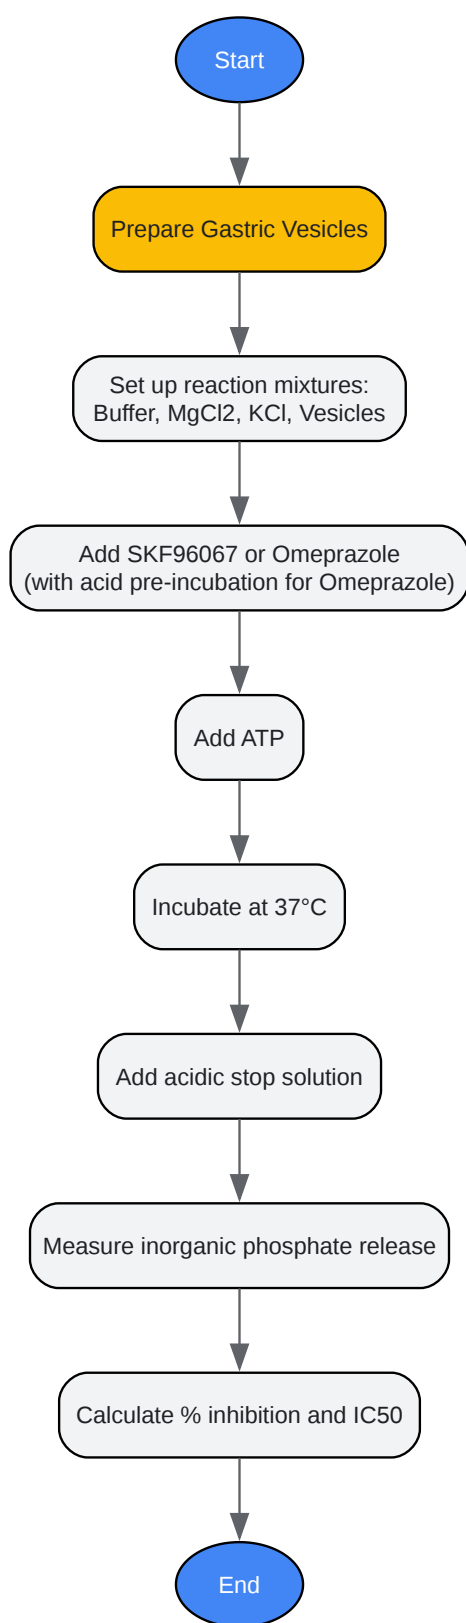 Start
Prepare Gastric Vesicles
Set up reaction mixtures:
Buffer, MgCl2, KCl, Vesicles
Add SKF96067 or Omeprazole
(with acid pre-incubation for Omeprazole)
Add ATP
Incubate at 37°C
Add acidic stop solution
Measure inorganic phosphate release
Calculate % inhibition and IC50
End